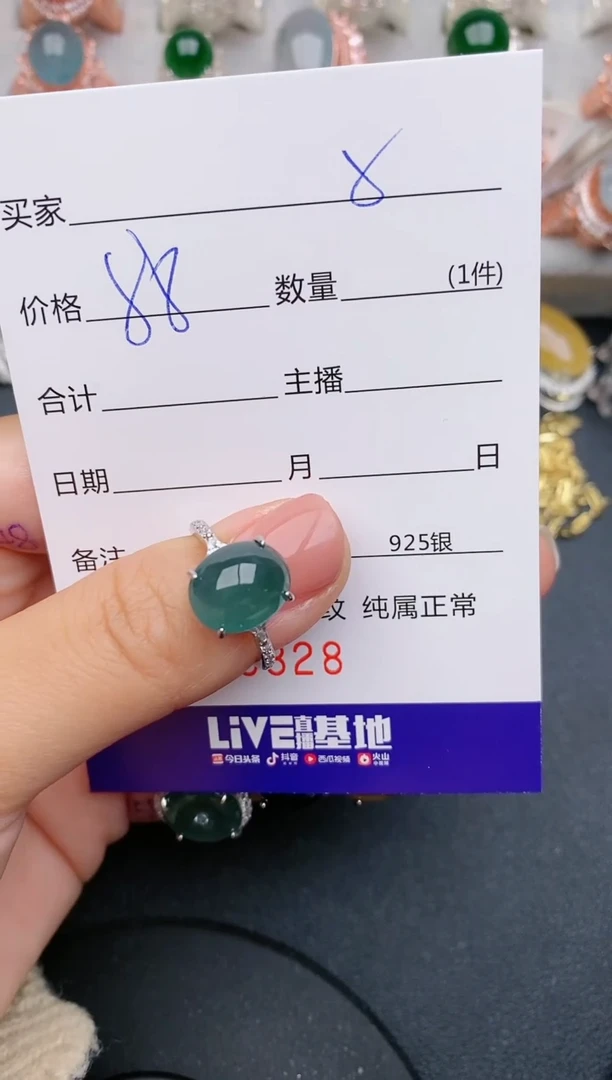 买家 8
价格 88 数量 (1件)
合计 主播
日期 月 日
备注 925银
纹 纯属正常
328
LiVE直播基地
今日头条 抖音 西瓜视频 火山